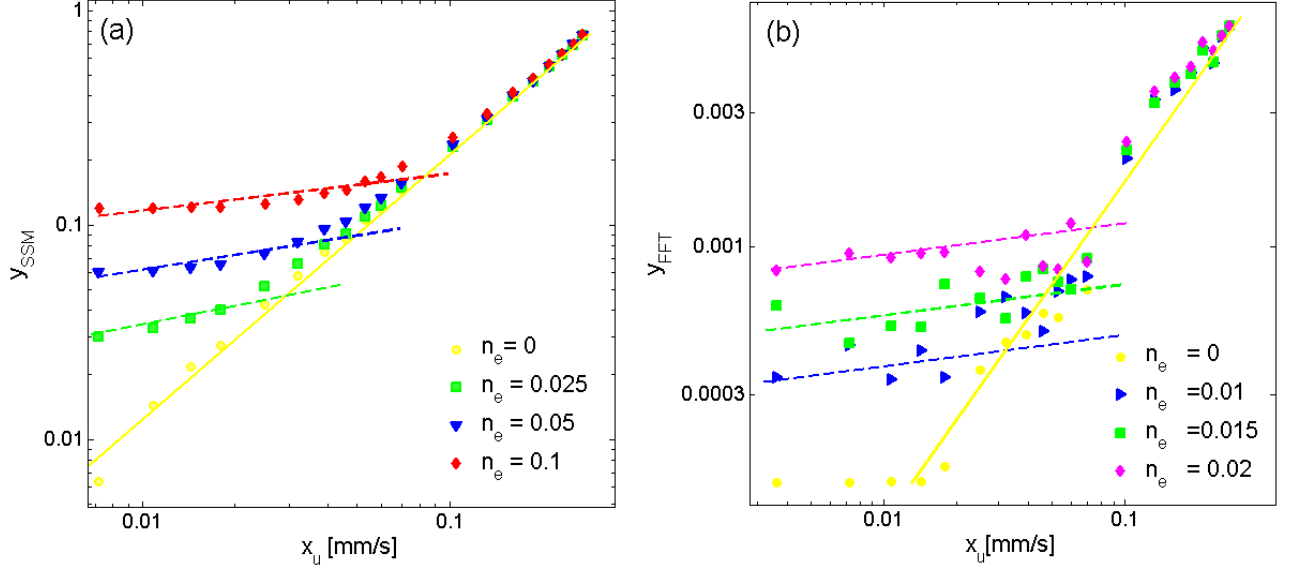 (a)
1
0.1
0.01
y_SSM
n_e = 0
n_e = 0.025
n_e = 0.05
n_e = 0.1
0.01 0.1
x_u [mm/s]
(b)
0.003
0.001
0.0003
y_FFT
n_e = 0
n_e =0.01
n_e =0.015
n_e = 0.02
0.01 0.1
x_u [mm/s]